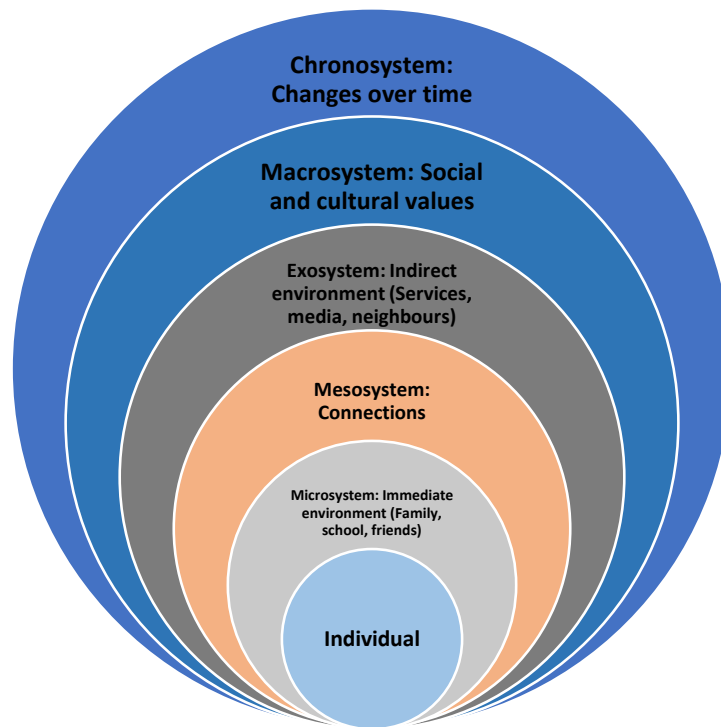 Chronosystem:
Changes over time
Macrosystem: Social
and cultural values
Exosystem: Indirect
environment (Services,
media, neighbours)
Mesosystem:
Connections
Microsystem: Immediate
environment (Family,
school, friends)
Individual